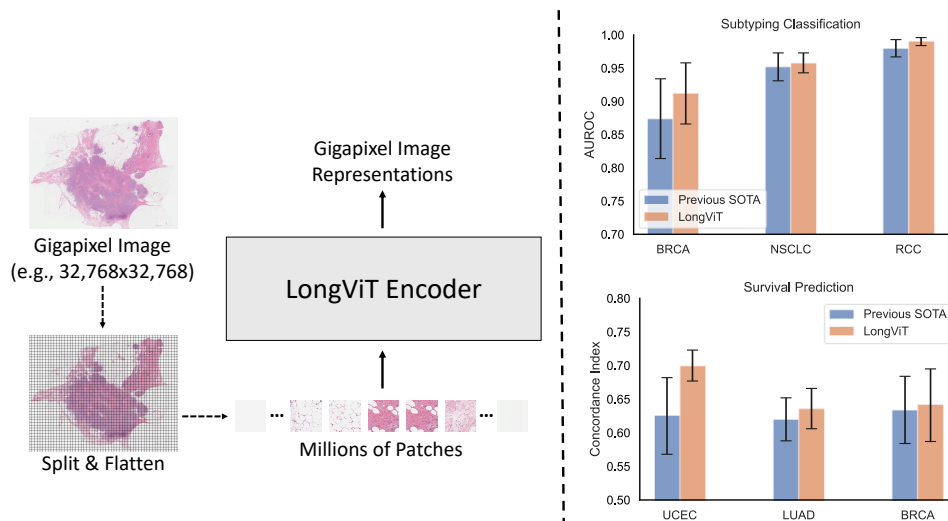 Gigapixel Image
(e.g., 32,768x32,768)
Split & Flatten
Gigapixel Image
Representations
LongViT Encoder
Millions of Patches
Subtyping Classification
1.00
0.95
0.90
0.85
0.80
0.75
0.70
AUROC
Previous SOTA
LongViT
BRCA
NSCLC
RCC
Survival Prediction
0.80
0.75
0.70
0.65
0.60
0.55
0.50
Concordance Index
Previous SOTA
LongViT
UCEC
LUAD
BRCA